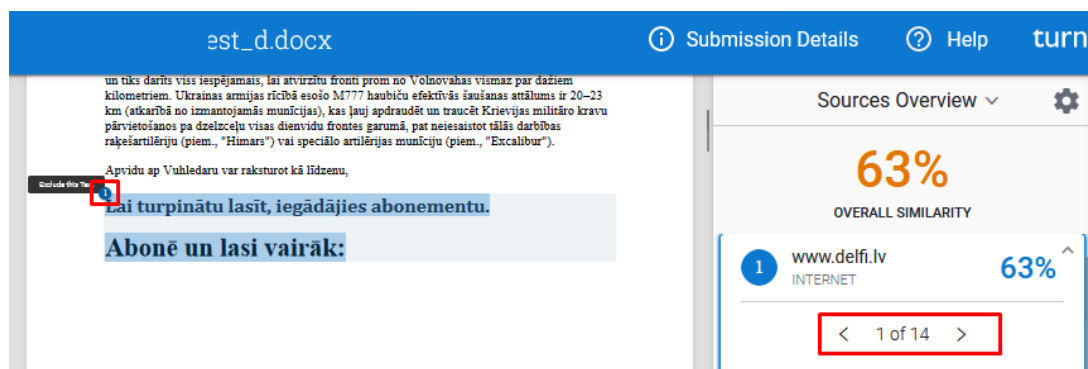 est_d.docx
Submission Details
Help
turn
un tiks darīts viss iespējamais, lai atvirzītu fronti prom no Volnovahas vismaz par dažiem
kilometriem. Ukrainas armijas rīcībā esošo M777 haubiču efektīvās šaušanas attālums ir 20–23
km (atkarībā no izmantojamās munīcijas), kas ļauj apdraudēt un traucēt Krievijas militāro kravu
pārvietošanos pa dzelzceļu visas dienvidu frontes garumā, pat neiesaistot tālās darbības
raķešartilēriju (piem., "Himars") vai speciālo artilērijas munīciju (piem., "Excalibur").
Apvidu ap Vuhledaru var raksturot kā līdzenu,
Exclude this Te
1
Lai turpinātu lasīt, iegādājies abonementu.
Abonē un lasi vairāk:
Sources Overview
63%
OVERALL SIMILARITY
1
www.delfi.lv
INTERNET
63%
1 of 14